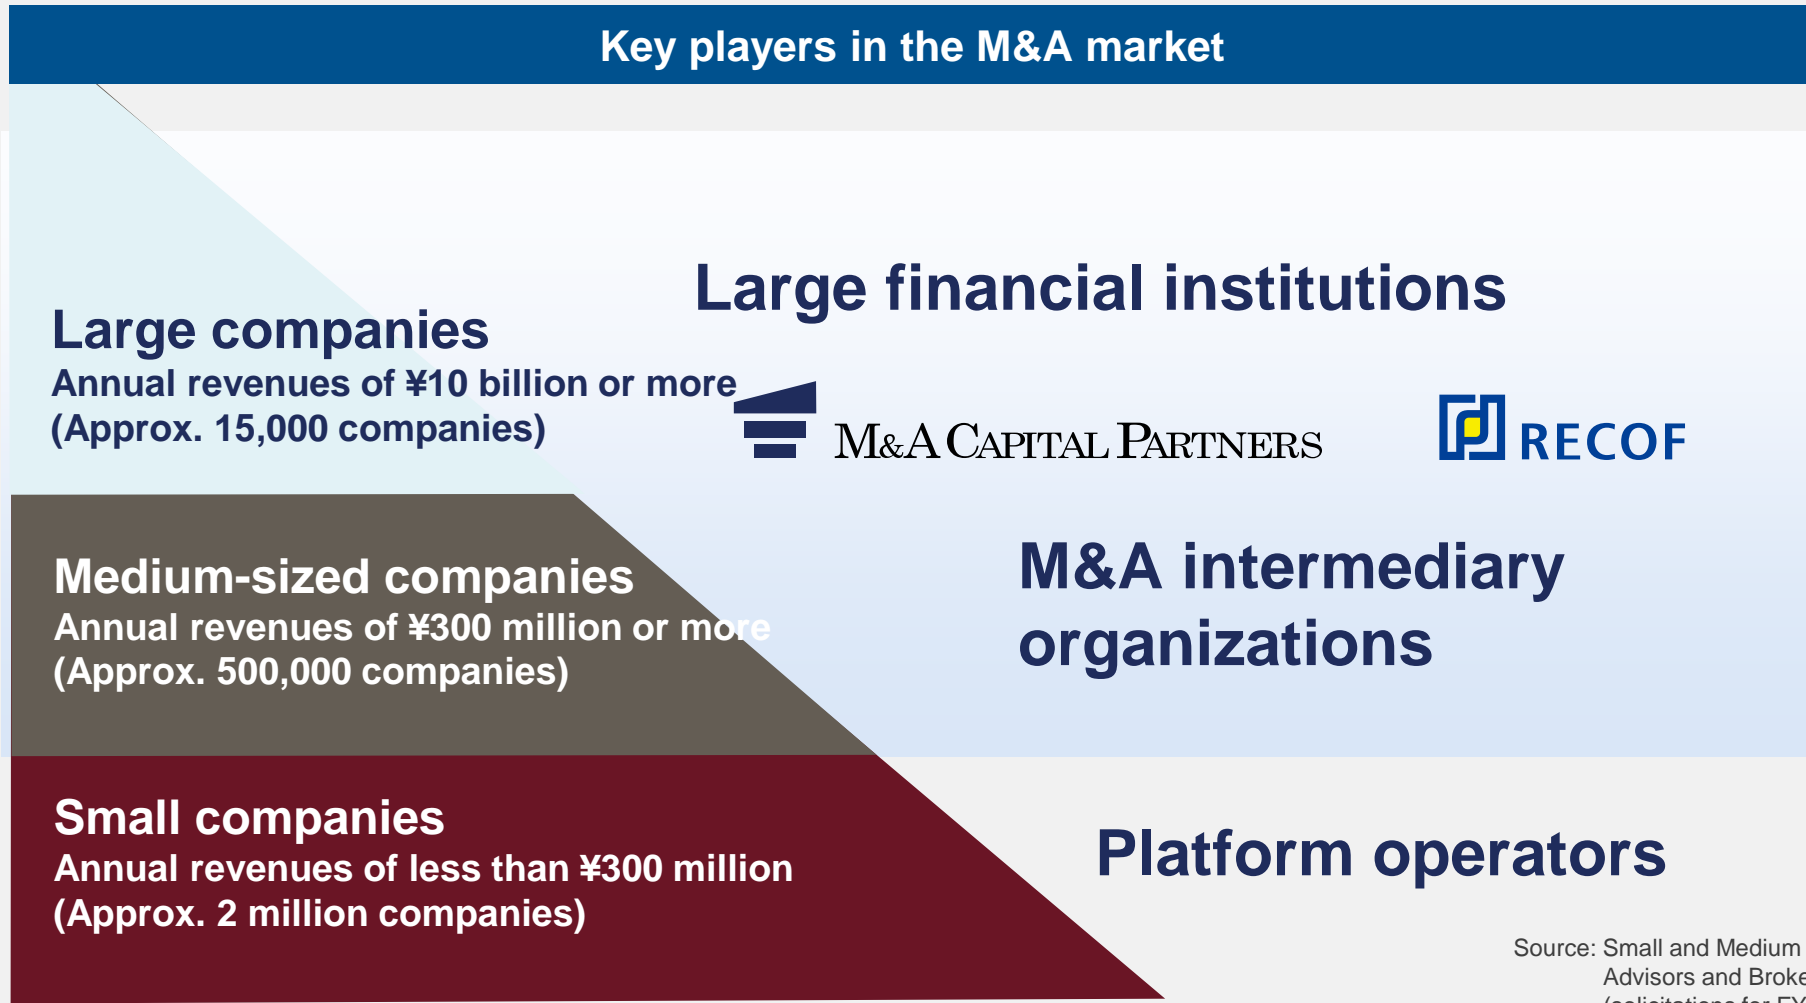 Key players in the M&A market
Large companies
Annual revenues of ¥10 billion or more
(Approx. 15,000 companies)
Large financial institutions
M&A CAPITAL PARTNERS
RECOF
Medium-sized companies
Annual revenues of ¥300 million or more
(Approx. 500,000 companies)
M&A intermediary
organizations
Small companies
Annual revenues of less than ¥300 million
(Approx. 2 million companies)
Platform operators
Source: Small and Medium
Advisors and Broke